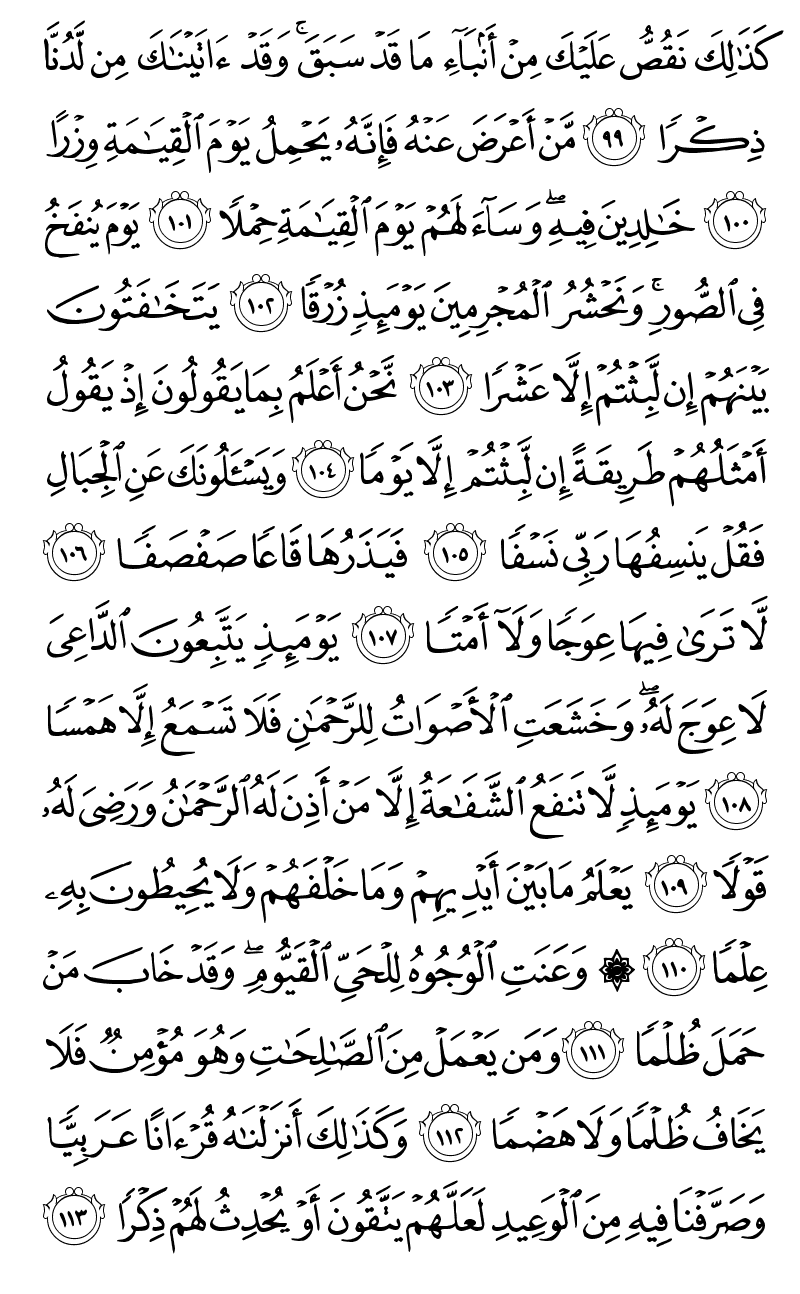 كَذَٰلِكَ نَقُصُّ عَلَيْكَ مِنْ أَنۢبَآءِ مَا قَدْ سَبَقَ ۚ وَقَدْ ءَاتَيْنَـٰكَ مِن لَّدُنَّا
ذِكْرًا ٩٩ مَّنْ أَعْرَضَ عَنْهُ فَإِنَّهُۥ يَحْمِلُ يَوْمَ ٱلْقِيَـٰمَةِ وِزْرًا
١٠٠ خَـٰلِدِينَ فِيهِ ۖ وَسَآءَ لَهُمْ يَوْمَ ٱلْقِيَـٰمَةِ حِمْلًا ١٠١ يَوْمَ يُنفَخُ
فِى ٱلصُّورِ ۚ وَنَحْشُرُ ٱلْمُجْرِمِينَ يَوْمَئِذٍ زُرْقًا ١٠٢ يَتَخَـٰفَتُونَ
بَيْنَهُمْ إِن لَّبِثْتُمْ إِلَّا عَشْرًا ١٠٣ نَّحْنُ أَعْلَمُ بِمَا يَقُولُونَ إِذْ يَقُولُ
أَمْثَلُهُمْ طَرِيقَةً إِن لَّبِثْتُمْ إِلَّا يَوْمًا ١٠٤ وَيَسْـَٔلُونَكَ عَنِ ٱلْجِبَالِ
فَقُلْ يَنسِفُهَا رَبِّى نَسْفًا ١٠٥ فَيَذَرُهَا قَاعًا صَفْصَفًا ١٠٦
لَّا تَرَىٰ فِيهَا عِوَجًا وَلَآ أَمْتًا ١٠٧ يَوْمَئِذٍ يَتَّبِعُونَ ٱلدَّاعِىَ
لَا عِوَجَ لَهُۥ ۖ وَخَشَعَتِ ٱلْأَصْوَاتُ لِلرَّحْمَـٰنِ فَلَا تَسْمَعُ إِلَّا هَمْسًا
١٠٨ يَوْمَئِذٍ لَّا تَنفَعُ ٱلشَّفَـٰعَةُ إِلَّا مَنْ أَذِنَ لَهُ ٱلرَّحْمَـٰنُ وَرَضِىَ لَهُۥ
قَوْلًا ١٠٩ يَعْلَمُ مَا بَيْنَ أَيْدِيهِمْ وَمَا خَلْفَهُمْ وَلَا يُحِيطُونَ بِهِۦ
عِلْمًا ١١٠ ۞ وَعَنَتِ ٱلْوُجُوهُ لِلْحَىِّ ٱلْقَيُّومِ ۖ وَقَدْ خَابَ مَنْ
حَمَلَ ظُلْمًا ١١١ وَمَن يَعْمَلْ مِنَ ٱلصَّـٰلِحَـٰتِ وَهُوَ مُؤْمِنٌ فَلَا
يَخَافُ ظُلْمًا وَلَا هَضْمًا ١١٢ وَكَذَٰلِكَ أَنزَلْنَـٰهُ قُرْءَانًا عَرَبِيًّا
وَصَرَّفْنَا فِيهِ مِنَ ٱلْوَعِيدِ لَعَلَّهُمْ يَتَّقُونَ أَوْ يُحْدِثُ لَهُمْ ذِكْرًا ١١٣